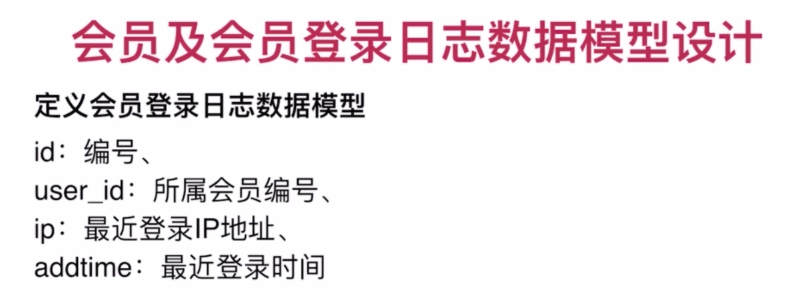 会员及会员登录日志数据模型设计
定义会员登录日志数据模型
id：编号、
user_id：所属会员编号、
ip：最近登录IP地址、
addtime：最近登录时间